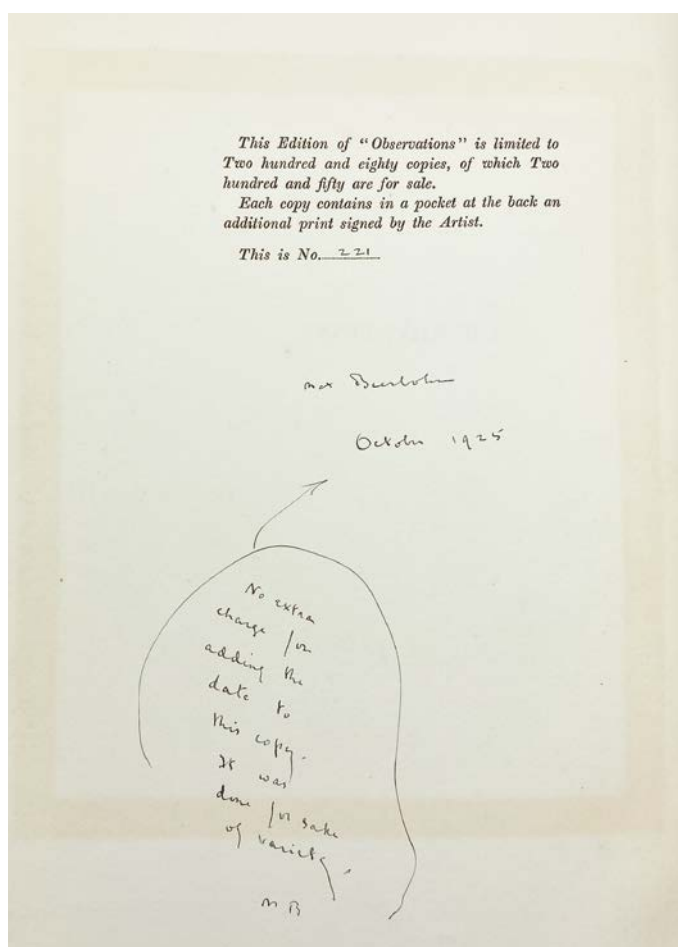 This Edition of "Observations" is limited to
Two hundred and eighty copies, of which Two
hundred and fifty are for sale.
Each copy contains in a pocket at the back an
additional print signed by the Artist.
This is No. 221
Max Beerbohm
October 1925
No extra
charge for
adding the
date to
this copy.
It was
done for sake
of variety.
MB